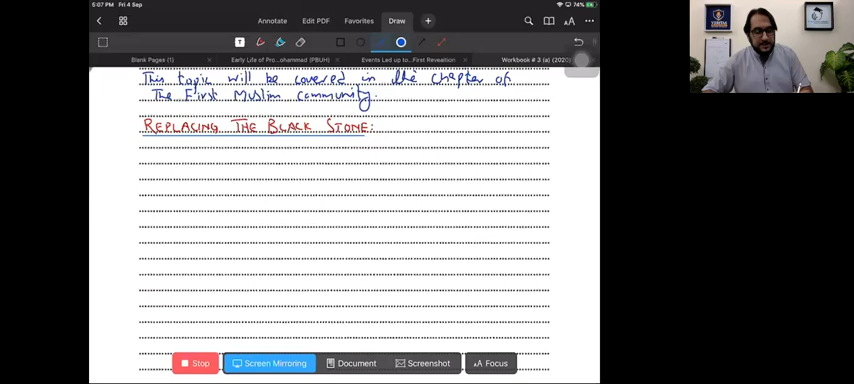 5:07 PM Fri 4 Sep
74%
Annotate Edit PDF Favorites Draw
T
Blank Pages (1) Early Life of Pro...ohammad (PBUH) Events Led up to...First Revealtion Workbook # 3 (a) (2020)
This topic will be covered in the chapter of
The First Muslim community.
REPLACING THE BLACK STONE:
Stop Screen Mirroring Document Screenshot Focus